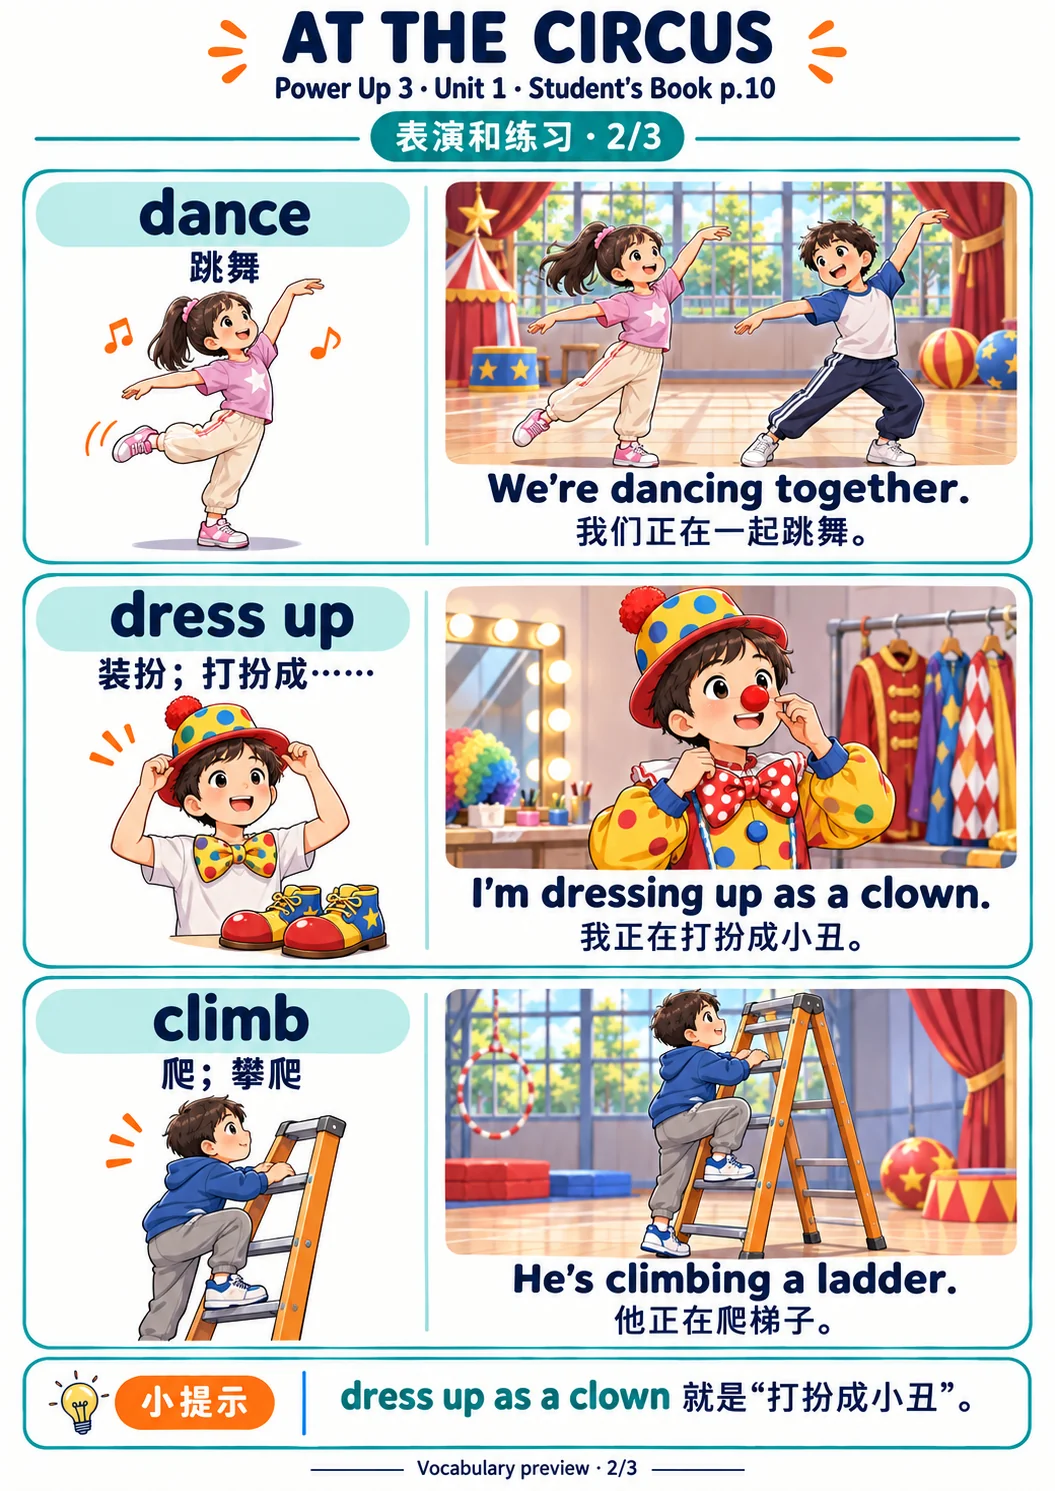 AT THE CIRCUS
Power Up 3 · Unit 1 · Student's Book p.10
表演和练习 · 2/3
dance
跳舞
We're dancing together.
我们正在一起跳舞。
dress up
装扮；打扮成……
I'm dressing up as a clown.
我正在打扮成小丑。
climb
爬；攀爬
He's climbing a ladder.
他正在爬梯子。
小提示
dress up as a clown 就是“打扮成小丑”。
Vocabulary preview · 2/3